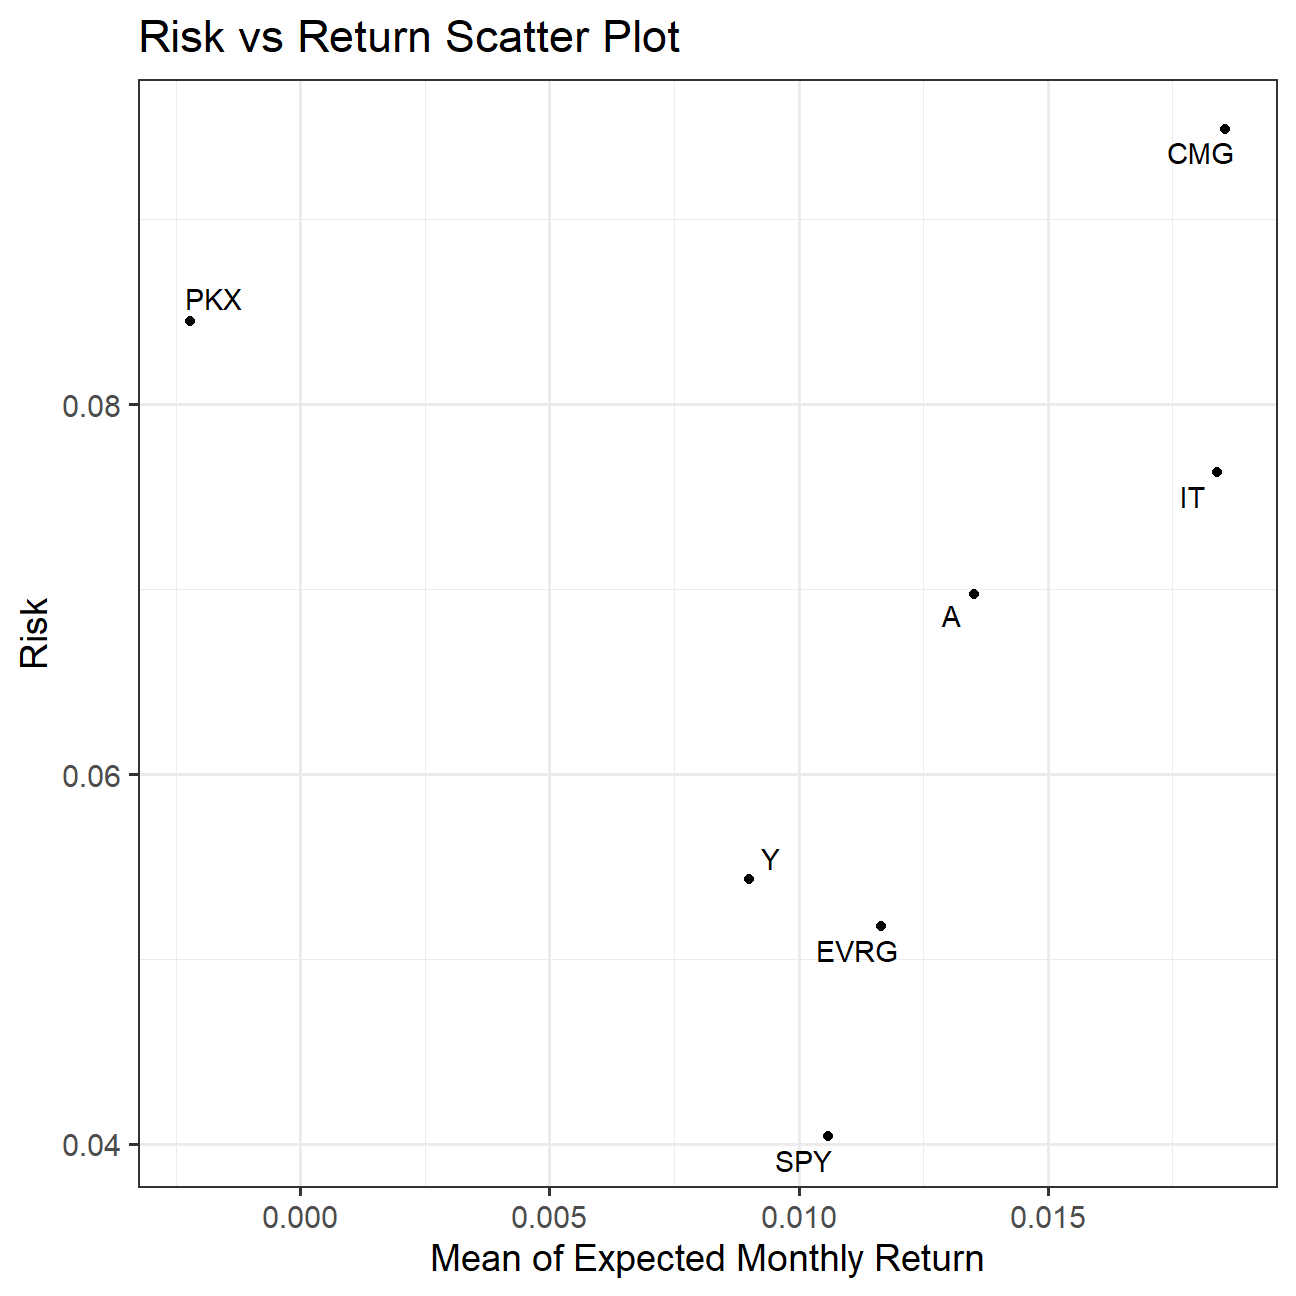 Risk vs Return Scatter Plot
CMG
PKX
0.08
IT
A
Risk
0.06
Y
EVRG
0.04
SPY
0.000 0.005 0.010 0.015
Mean of Expected Monthly Return